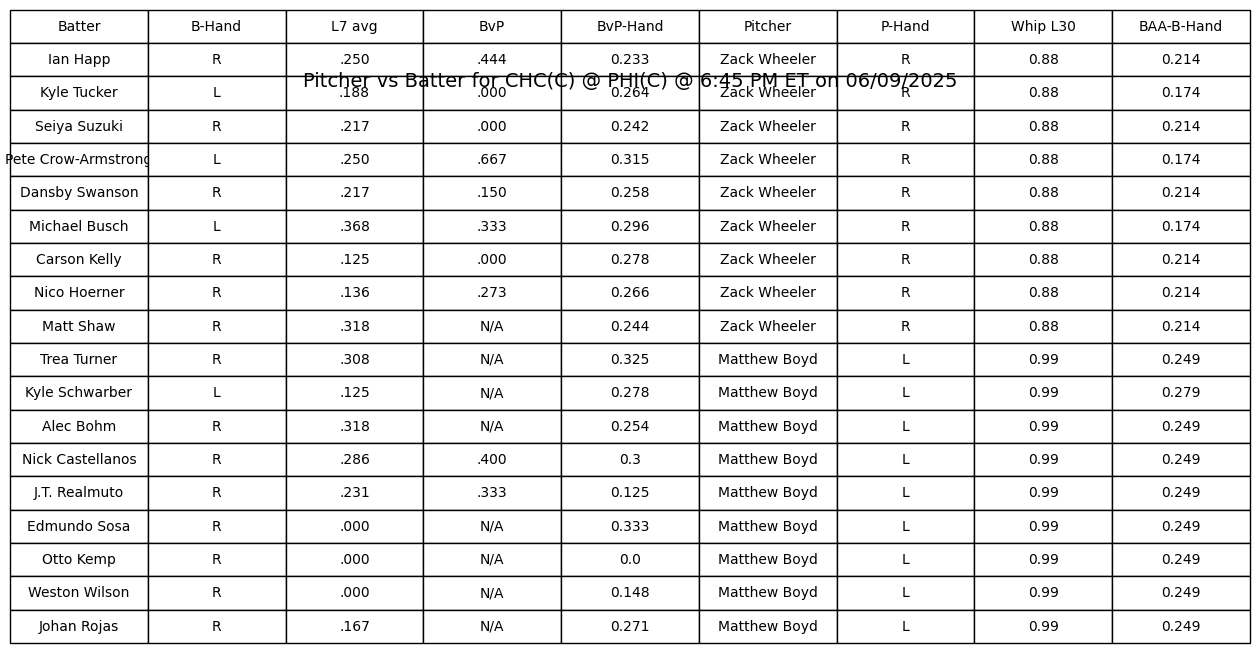 Batter B-Hand L7 avg BvP BvP-Hand Pitcher P-Hand Whip L30 BAA-B-Hand
Ian Happ R .250 .444 0.233 Zack Wheeler R 0.88 0.214
Pitcher vs Batter for CHC(C) @ PHI(C) @ 6:45 PM ET on 06/09/2025
Kyle Tucker L .188 .000 0.264 Zack Wheeler R 0.88 0.174
Seiya Suzuki R .217 .000 0.242 Zack Wheeler R 0.88 0.214
Pete Crow-Armstrong L .250 .667 0.315 Zack Wheeler R 0.88 0.174
Dansby Swanson R .217 .150 0.258 Zack Wheeler R 0.88 0.214
Michael Busch L .368 .333 0.296 Zack Wheeler R 0.88 0.174
Carson Kelly R .125 .000 0.278 Zack Wheeler R 0.88 0.214
Nico Hoerner R .136 .273 0.266 Zack Wheeler R 0.88 0.214
Matt Shaw R .318 N/A 0.244 Zack Wheeler R 0.88 0.214
Trea Turner R .308 N/A 0.325 Matthew Boyd L 0.99 0.249
Kyle Schwarber L .125 N/A 0.278 Matthew Boyd L 0.99 0.279
Alec Bohm R .318 N/A 0.254 Matthew Boyd L 0.99 0.249
Nick Castellanos R .286 .400 0.3 Matthew Boyd L 0.99 0.249
J.T. Realmuto R .231 .333 0.125 Matthew Boyd L 0.99 0.249
Edmundo Sosa R .000 N/A 0.333 Matthew Boyd L 0.99 0.249
Otto Kemp R .000 N/A 0.0 Matthew Boyd L 0.99 0.249
Weston Wilson R .000 N/A 0.148 Matthew Boyd L 0.99 0.249
Johan Rojas R .167 N/A 0.271 Matthew Boyd L 0.99 0.249